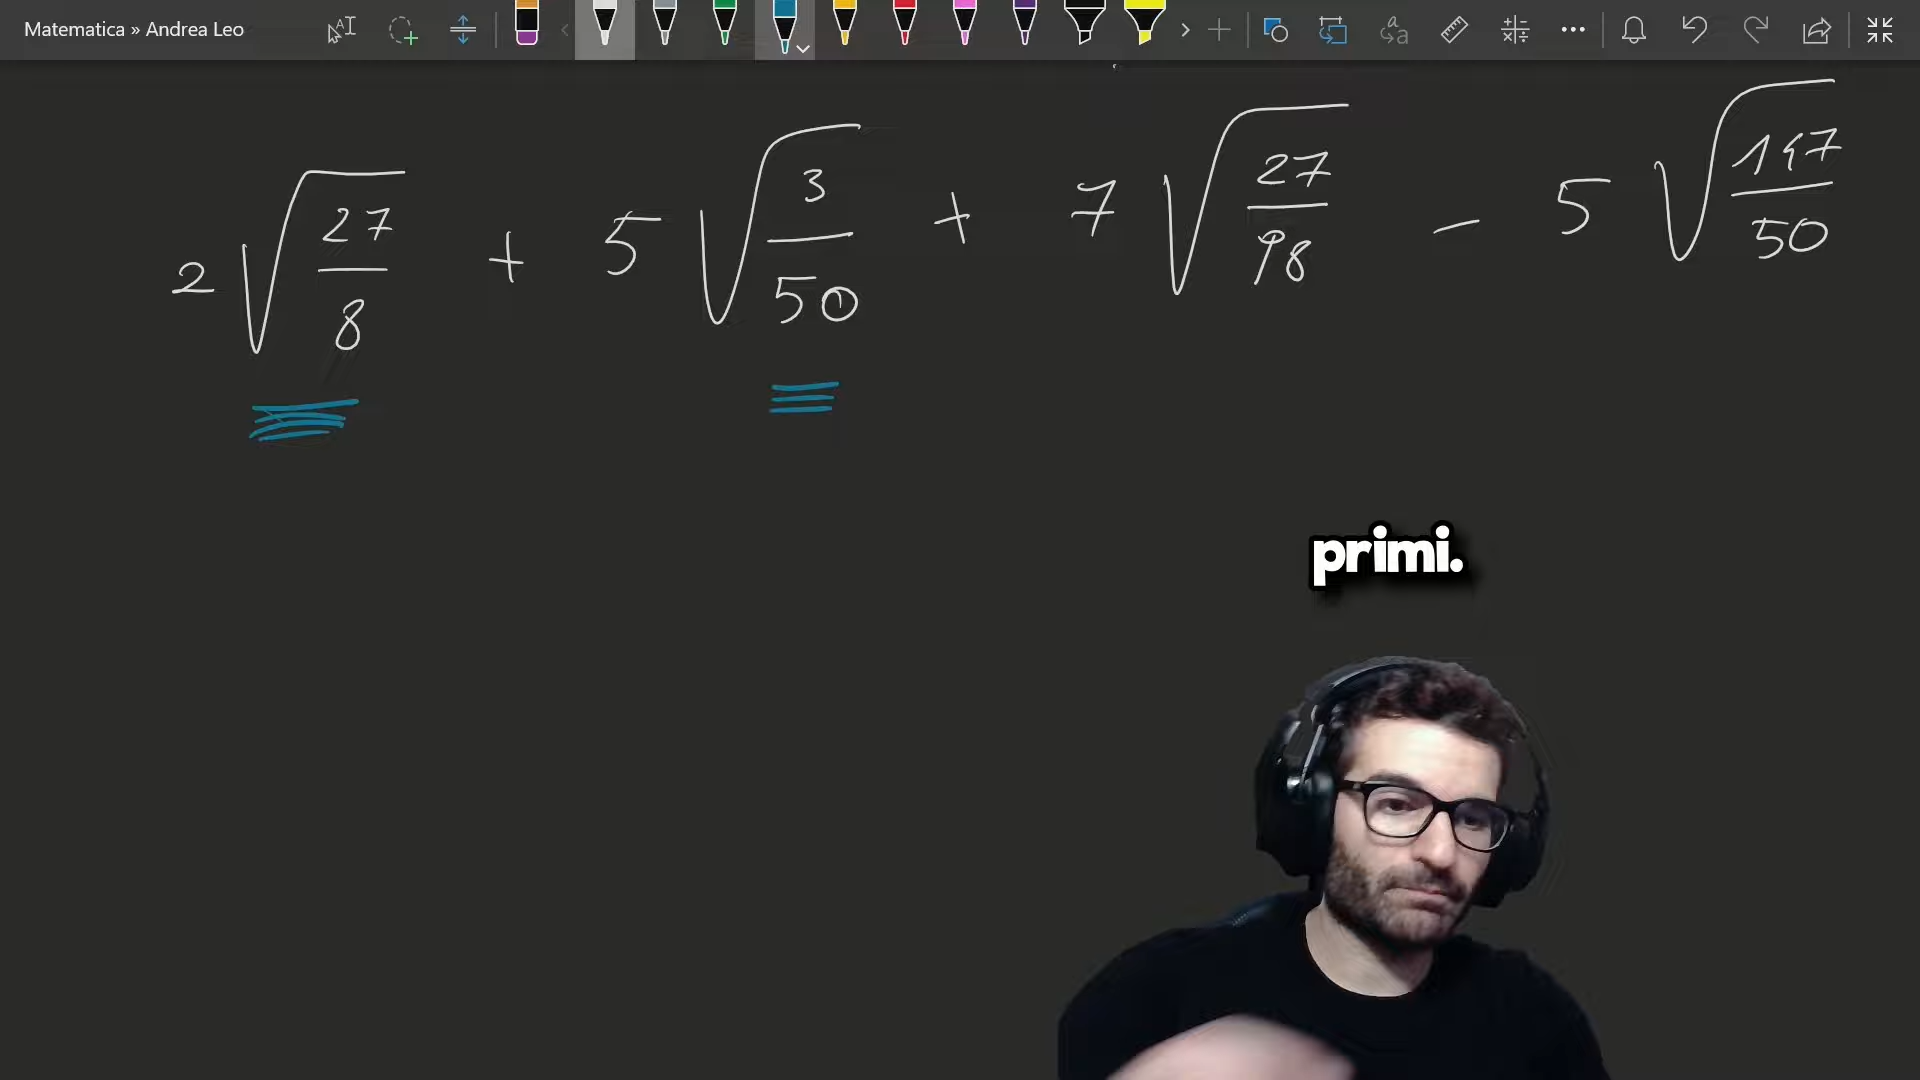 Matematica » Andrea Leo
2 √27/8 + 5 √3/50 + 7 √27/98 - 5 √147/50
primi.